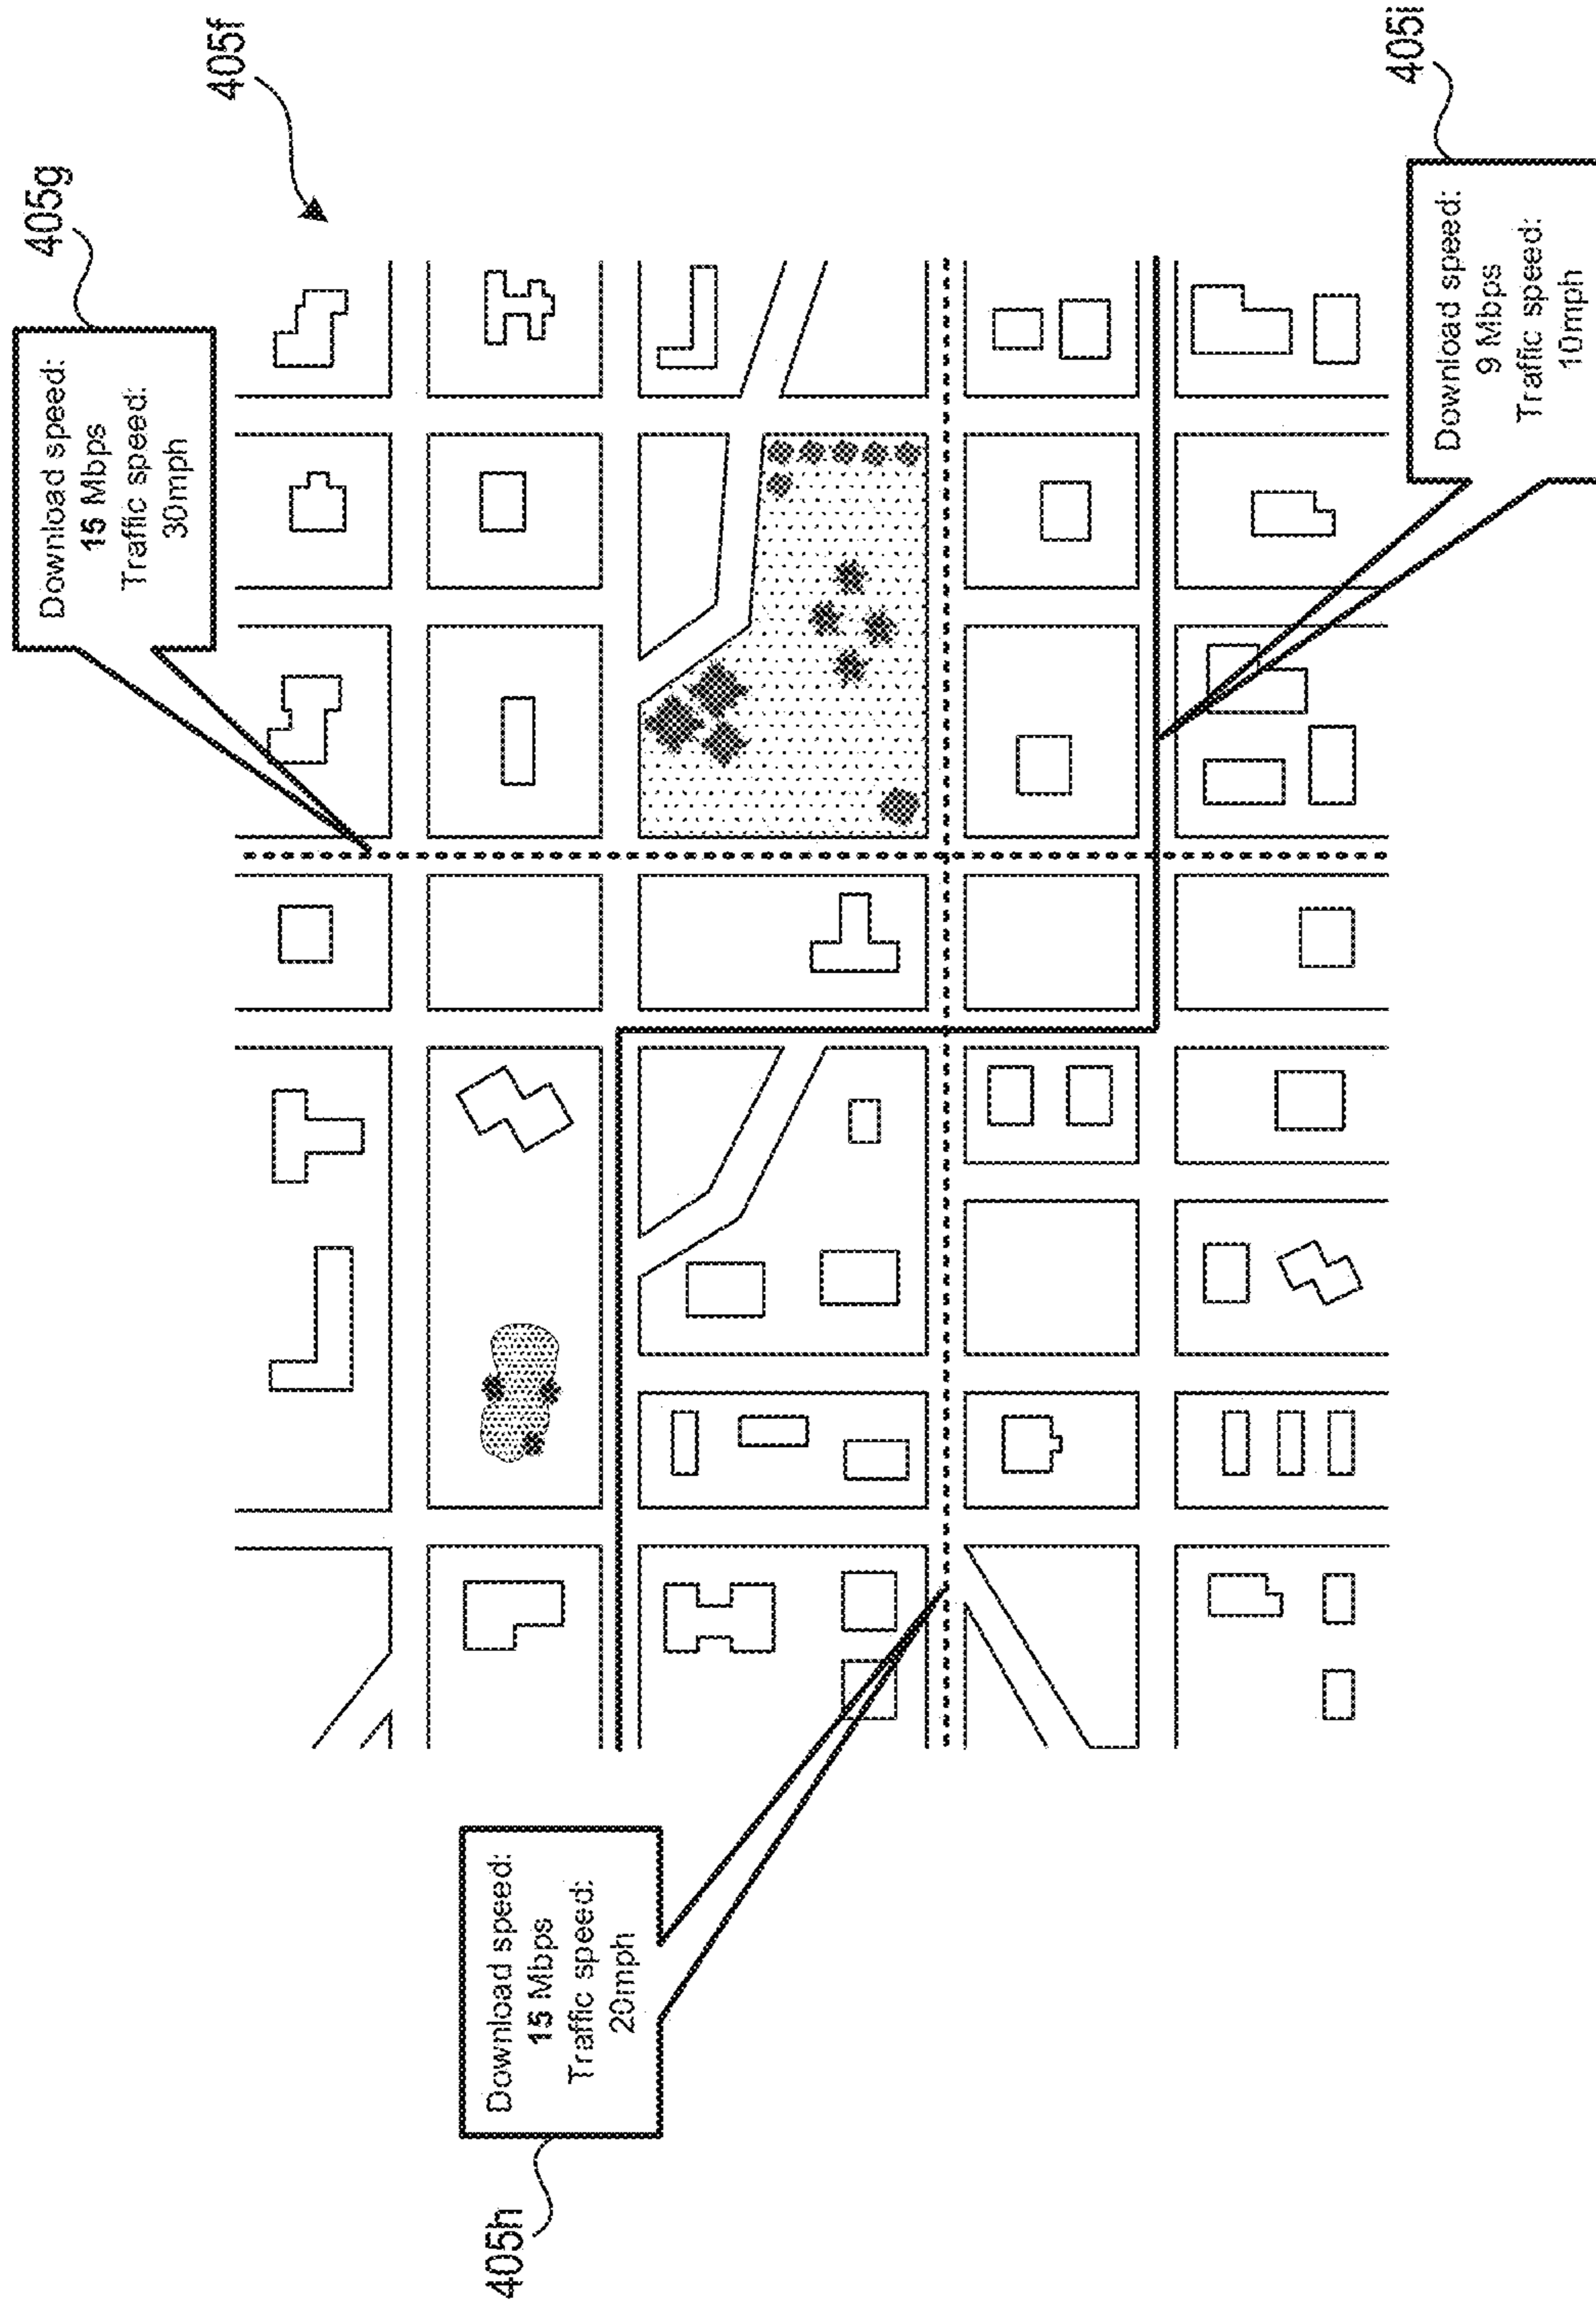 405g
Download speed:
15 Mbps
Traffic speed:
30mph
405f
405h
Download speed:
15 Mbps
Traffic speed:
20mph
405i
Download speed:
9 Mbps
Traffic speed:
10mph